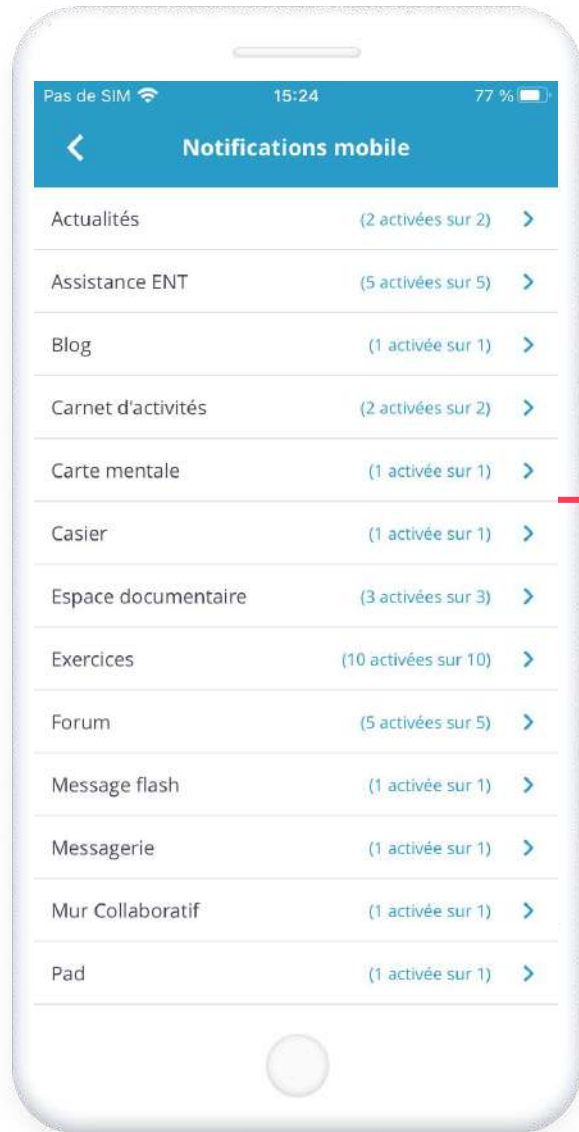 Pas de SIM 15:24 77 %
Notifications mobile
Actualités (2 activées sur 2)
Assistance ENT (5 activées sur 5)
Blog (1 activée sur 1)
Carnet d'activités (2 activées sur 2)
Carte mentale (1 activée sur 1)
Casier (1 activée sur 1)
Espace documentaire (3 activées sur 3)
Exercices (10 activées sur 10)
Forum (5 activées sur 5)
Message flash (1 activée sur 1)
Messagerie (1 activée sur 1)
Mur Collaboratif (1 activée sur 1)
Pad (1 activée sur 1)